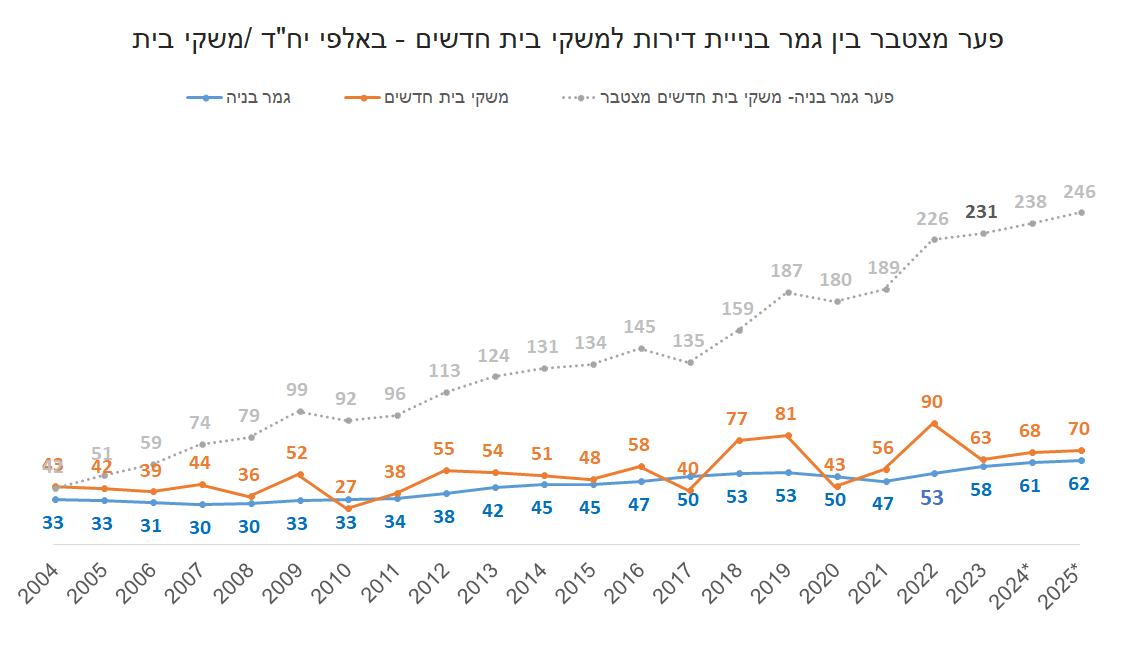 פער מצטבר בין גמר בנייית דירות למשקי בית חדשים - באלפי יח"ד /משקי בית
גמר בניה משקי בית חדשים פער גמר בניה- משקי בית חדשים מצטבר
42 51 59 74 79 99 92 96 113 124 131 134 145 135 159 187 180 189 226 231 238 246
43 42 39 44 36 52 27 38 55 54 51 48 58 40 77 81 43 56 90 63 68 70
33 33 31 30 30 33 33 34 38 42 45 45 47 50 53 53 50 47 53 58 61 62
2004 2005 2006 2007 2008 2009 2010 2011 2012 2013 2014 2015 2016 2017 2018 2019 2020 2021 2022 2023 2024* 2025*